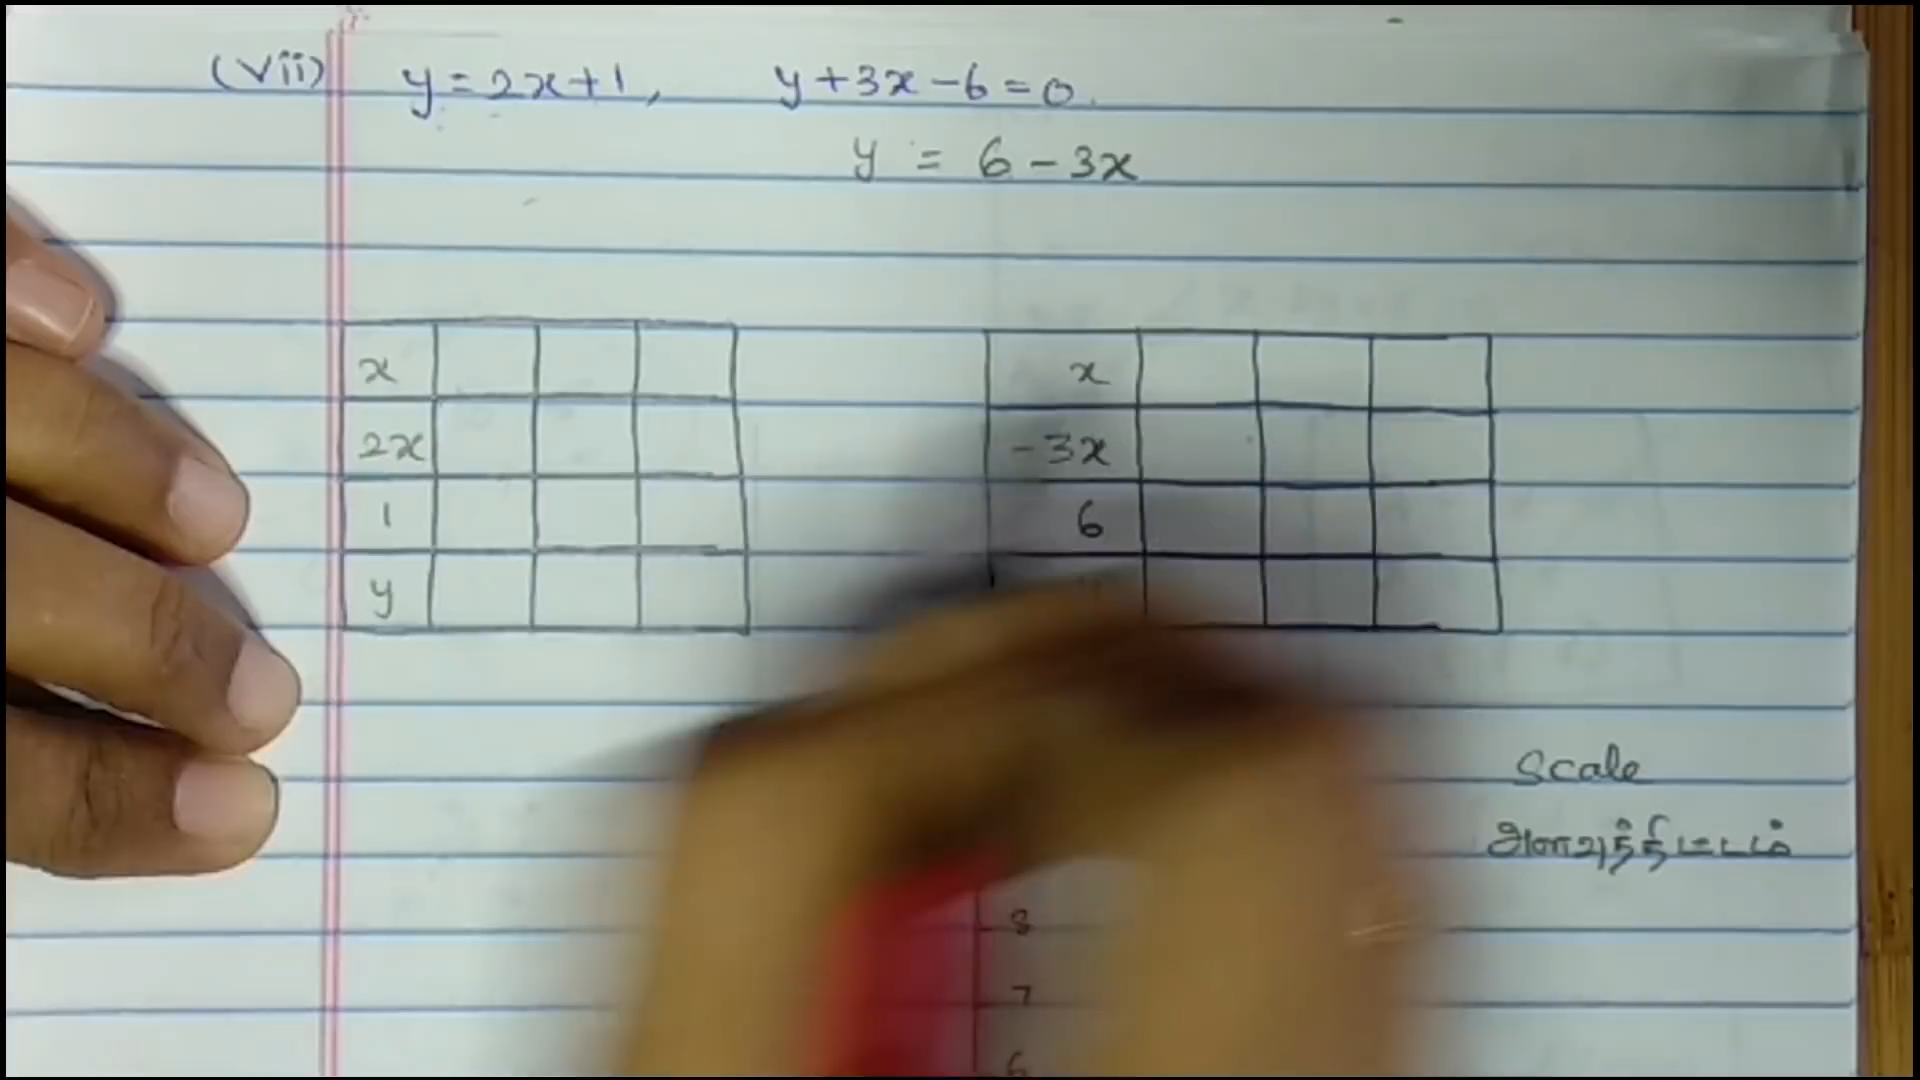 (vii) y = 2x+1, y+3x-6=0.
y = 6-3x
x x
2x -3x
1 6
y
Scale
அளவுத்திட்டம்
8
7
6